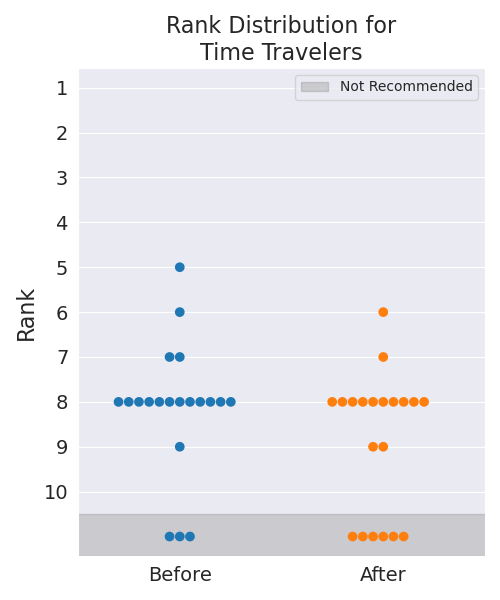 Rank Distribution for
Time Travelers
Not Recommended
1
2
3
4
5
6
7
8
9
10
Rank
Before
After